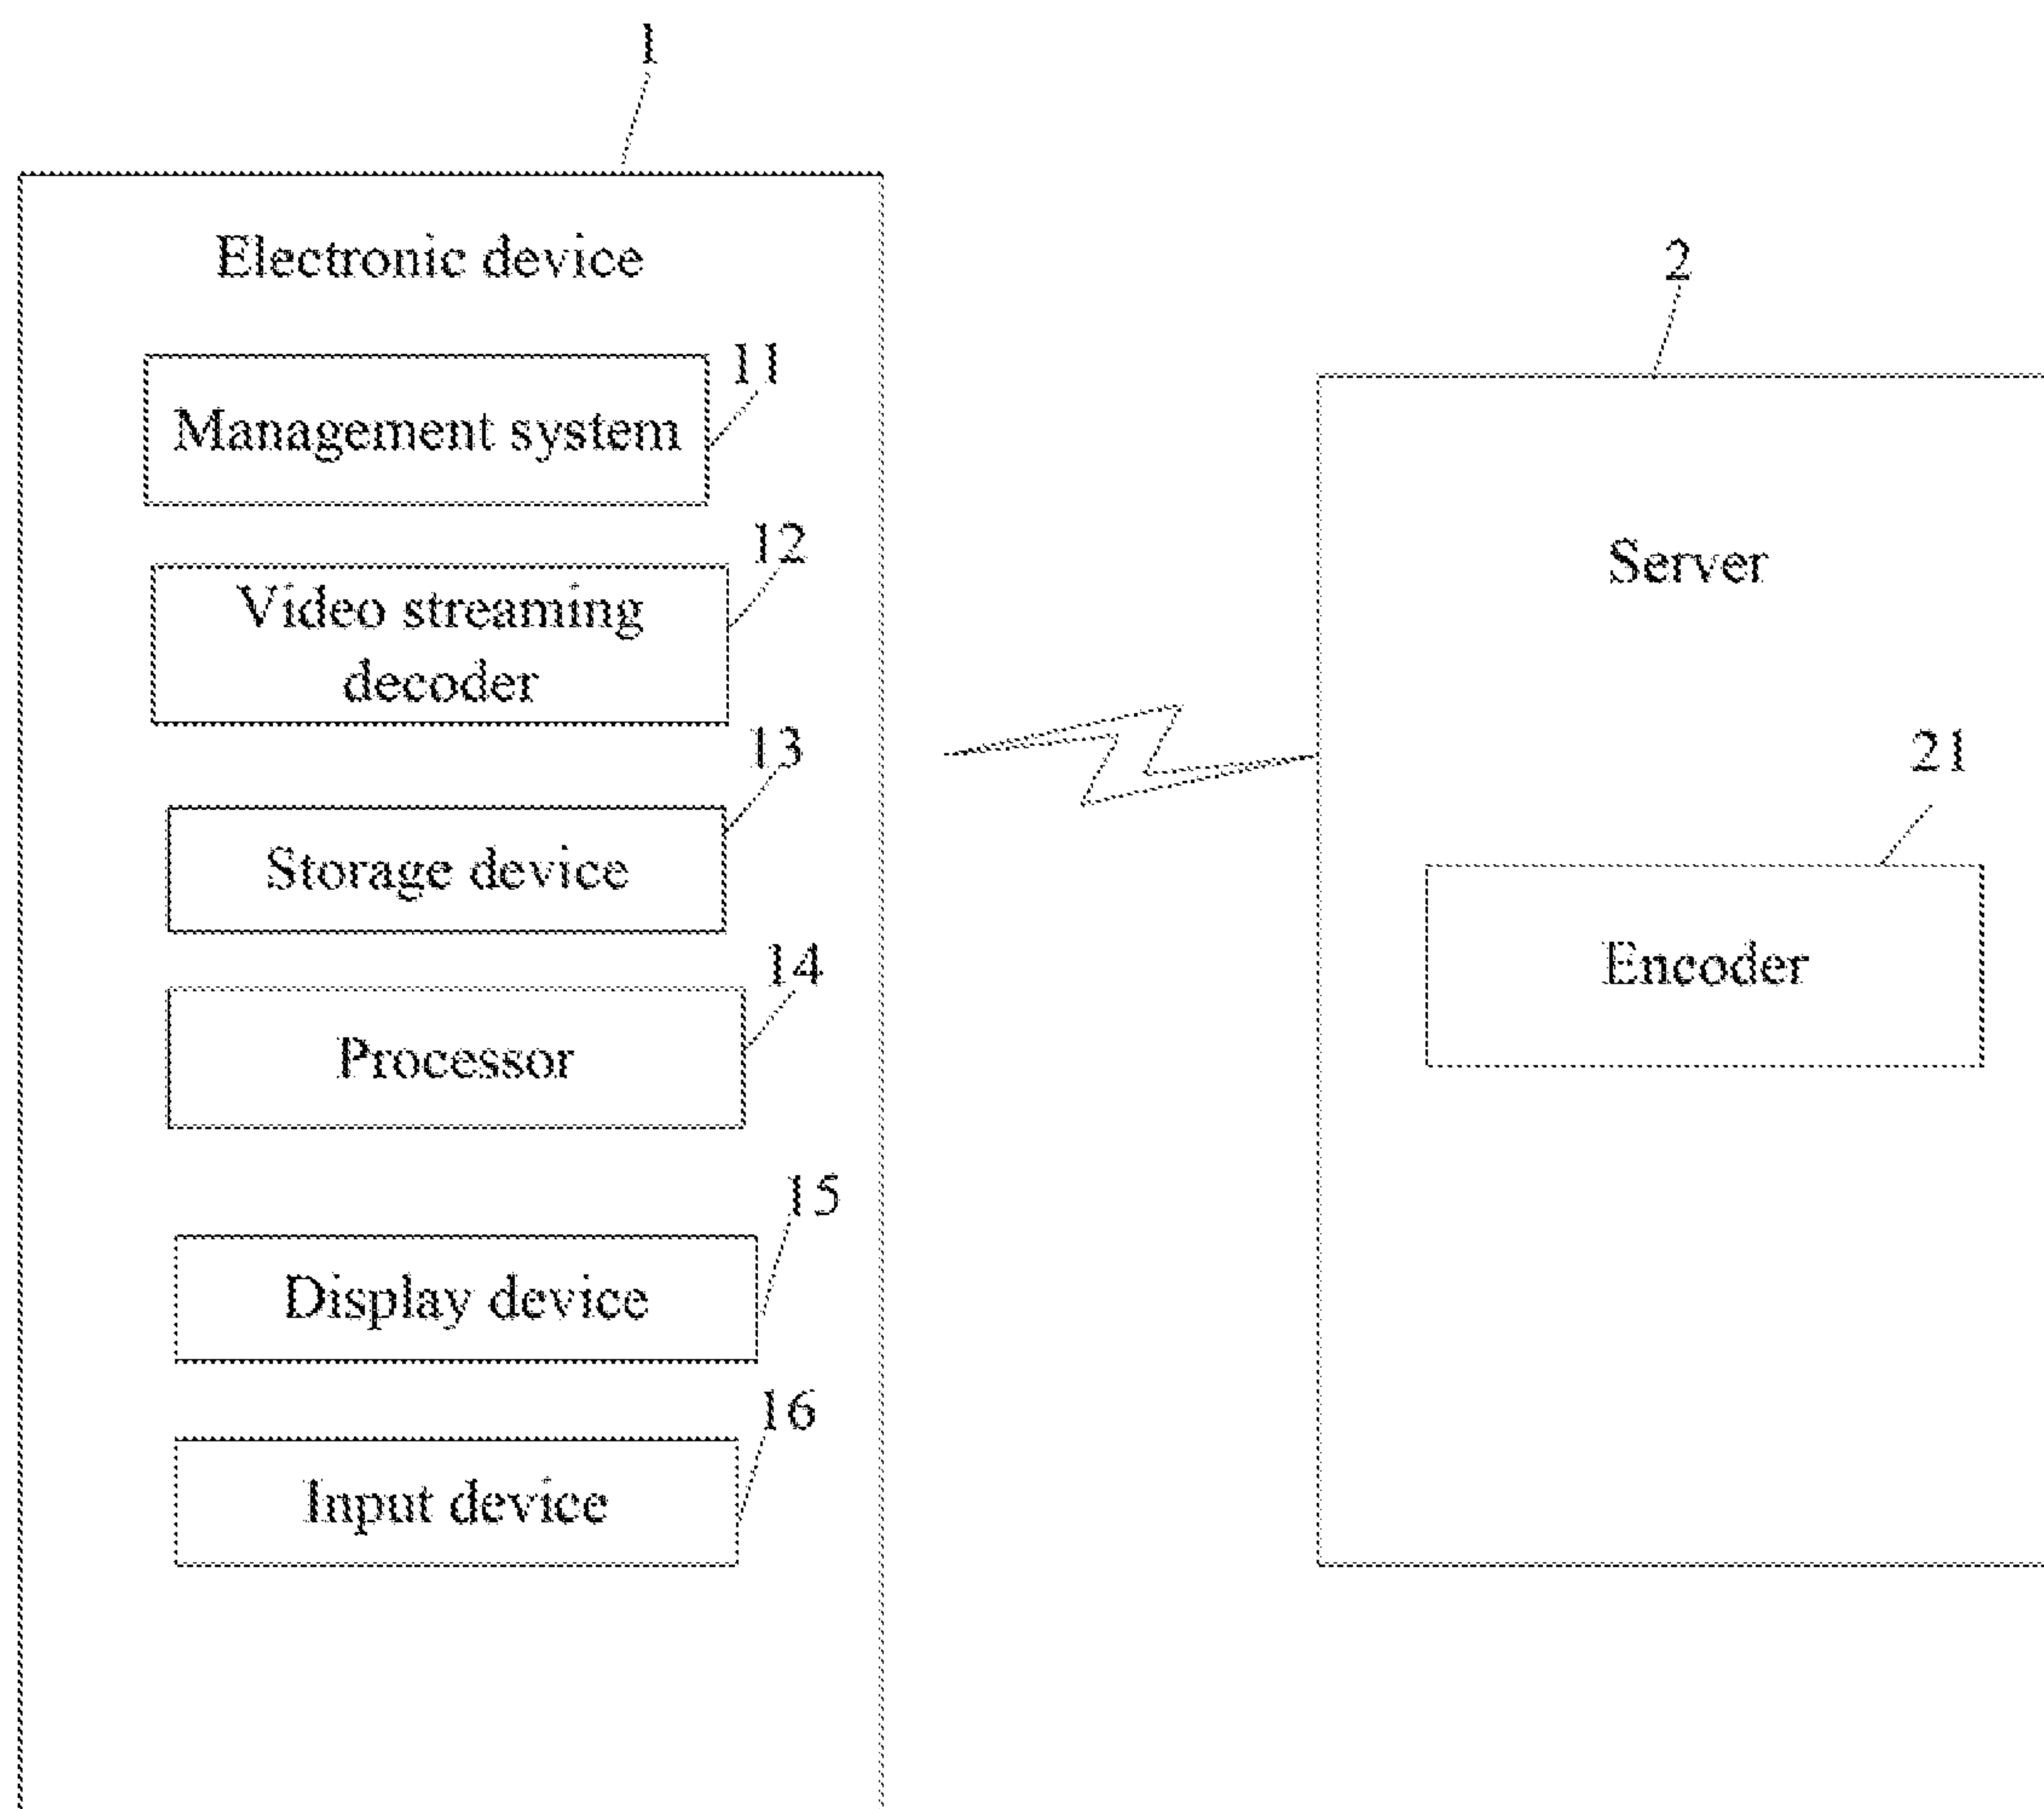 1
Electronic device
11
Management system
12
Video streaming
decoder
13
Storage device
14
Processor
15
Display device
16
Input device
2
Server
21
Encoder